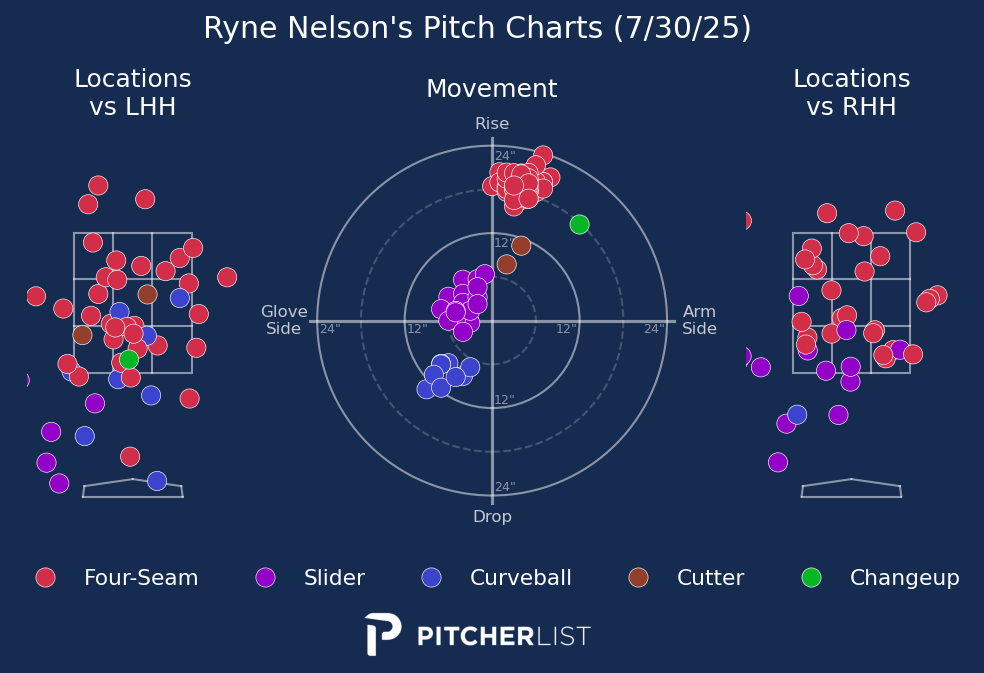 Ryne Nelson's Pitch Charts (7/30/25)
Locations
vs LHH
Movement
Locations
vs RHH
Rise
24"
12"
Glove
Side
24"
12"
12"
24"
Arm
Side
12"
24"
Drop
Four-Seam
Slider
Curveball
Cutter
Changeup
PITCHERLIST